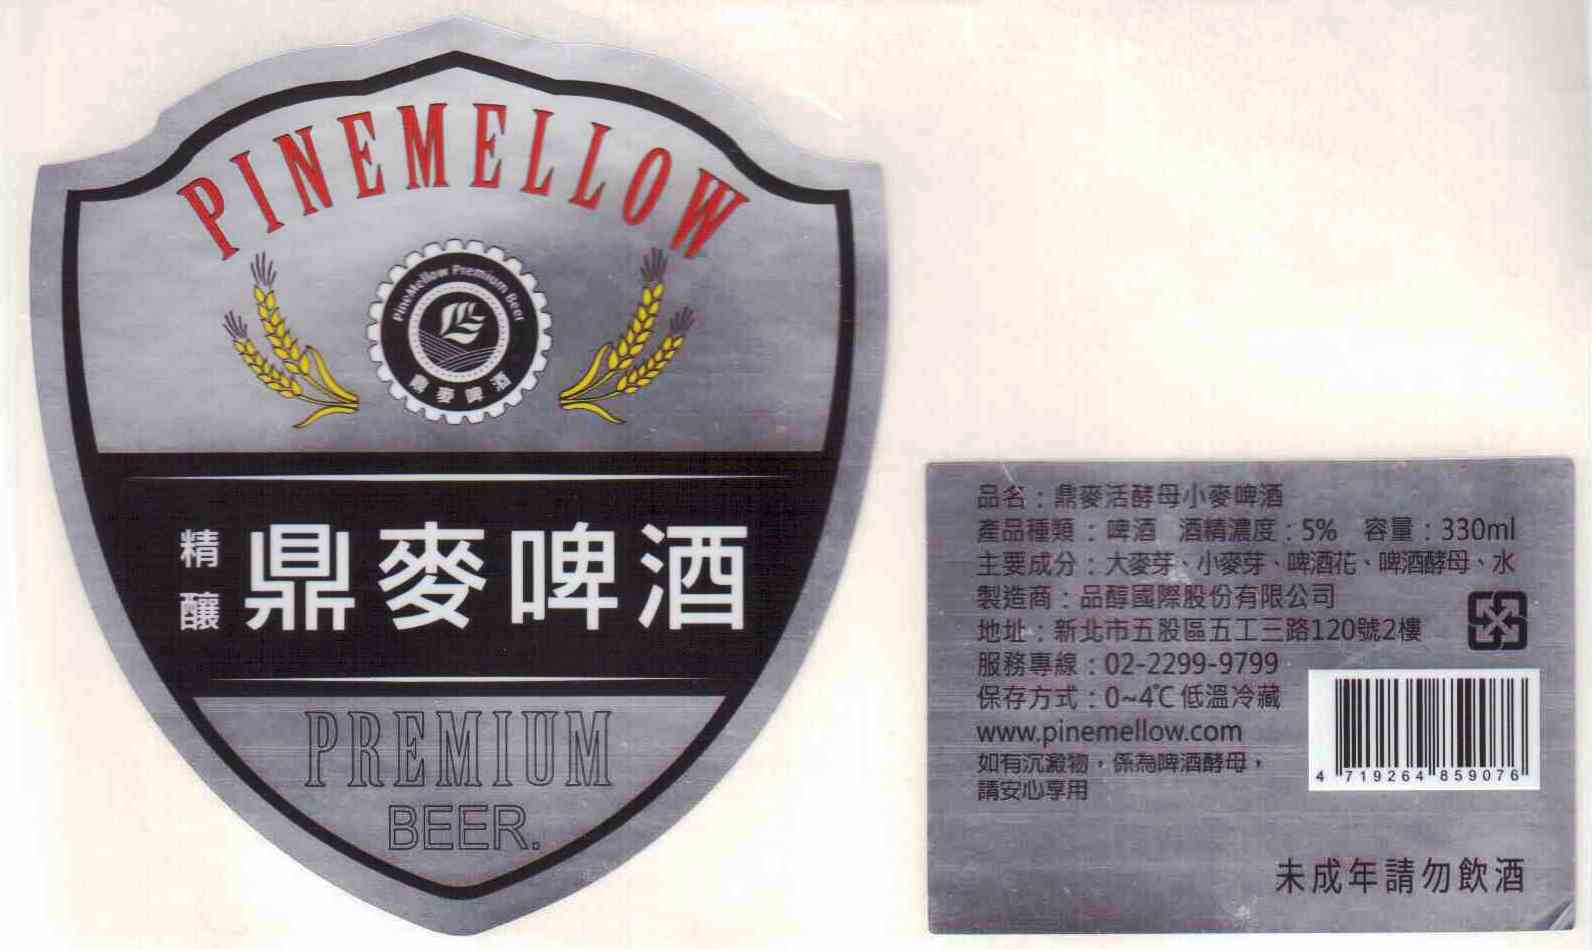 PINEMELLOW
PineMellow Premium Beer
鼎麥啤酒
精釀
鼎麥啤酒
PREMIUM
BEER.
品名：鼎麥活酵母小麥啤酒
產品種類：啤酒 酒精濃度：5% 容量：330ml
主要成分：大麥芽、小麥芽、啤酒花、啤酒酵母、水
製造商：品醇國際股份有限公司
地址：新北市五股區五工三路120號2樓
服務專線：02-2299-9799
保存方式：0~4℃低溫冷藏
www.pinemellow.com
如有沉澱物，係為啤酒酵母，
請安心享用
4 719264 859076
未成年請勿飲酒